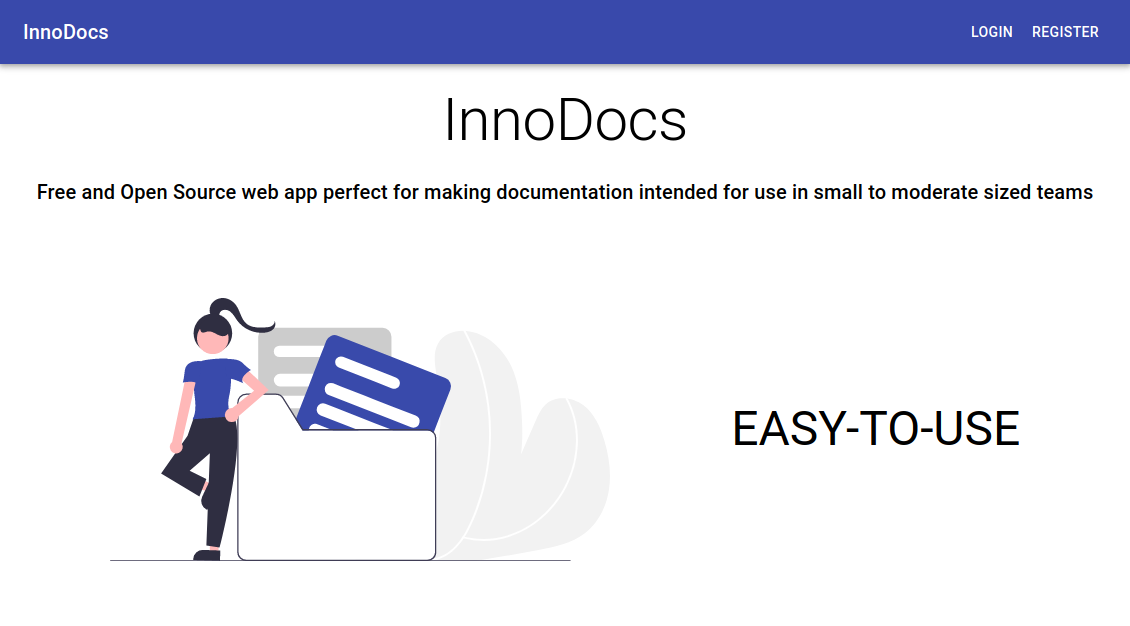 InnoDocs
LOGIN REGISTER
InnoDocs
Free and Open Source web app perfect for making documentation intended for use in small to moderate sized teams
EASY-TO-USE